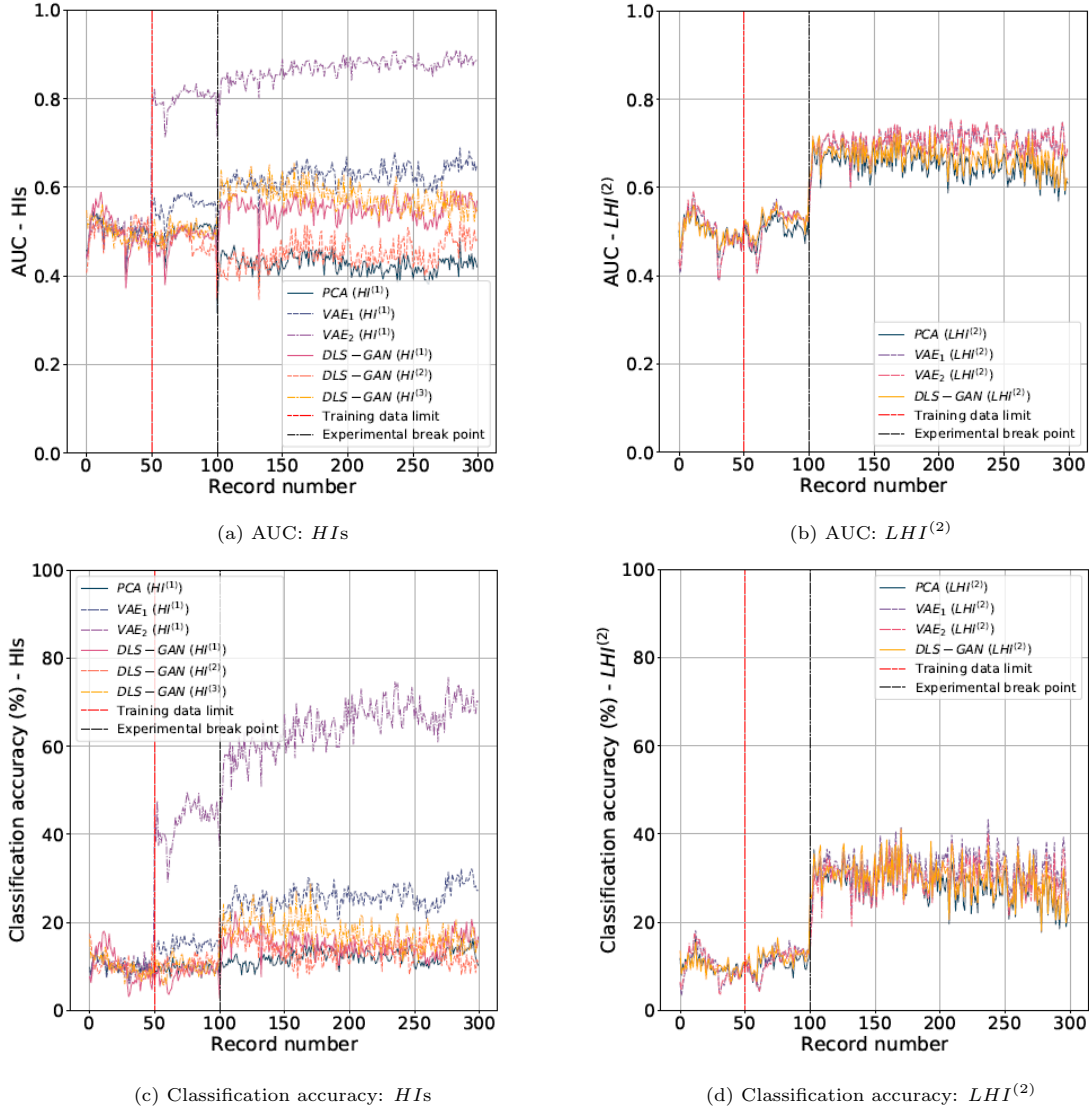 1.0
0.8
0.6
0.4
0.2
0.0
AUC - HIs
0 50 100 150 200 250 300
Record number
PCA (HI⁽¹⁾)
VAE₁ (HI⁽¹⁾)
VAE₂ (HI⁽¹⁾)
DLS − GAN (HI⁽¹⁾)
DLS − GAN (HI⁽²⁾)
DLS − GAN (HI⁽³⁾)
Training data limit
Experimental break point
(a) AUC: HIs
1.0
0.8
0.6
0.4
0.2
0.0
AUC - LHI⁽²⁾
0 50 100 150 200 250 300
Record number
PCA (LHI⁽²⁾)
VAE₁ (LHI⁽²⁾)
VAE₂ (LHI⁽²⁾)
DLS − GAN (LHI⁽²⁾)
Training data limit
Experimental break point
(b) AUC: LHI⁽²⁾
100
80
60
40
20
0
Classification accuracy (%) - HIs
0 50 100 150 200 250 300
Record number
PCA (HI⁽¹⁾)
VAE₁ (HI⁽¹⁾)
VAE₂ (HI⁽¹⁾)
DLS − GAN (HI⁽¹⁾)
DLS − GAN (HI⁽²⁾)
DLS − GAN (HI⁽³⁾)
Training data limit
Experimental break point
(c) Classification accuracy: HIs
100
80
60
40
20
0
Classification accuracy (%) - LHI⁽²⁾
0 50 100 150 200 250 300
Record number
PCA (LHI⁽²⁾)
VAE₁ (LHI⁽²⁾)
VAE₂ (LHI⁽²⁾)
DLS − GAN (LHI⁽²⁾)
Training data limit
Experimental break point
(d) Classification accuracy: LHI⁽²⁾